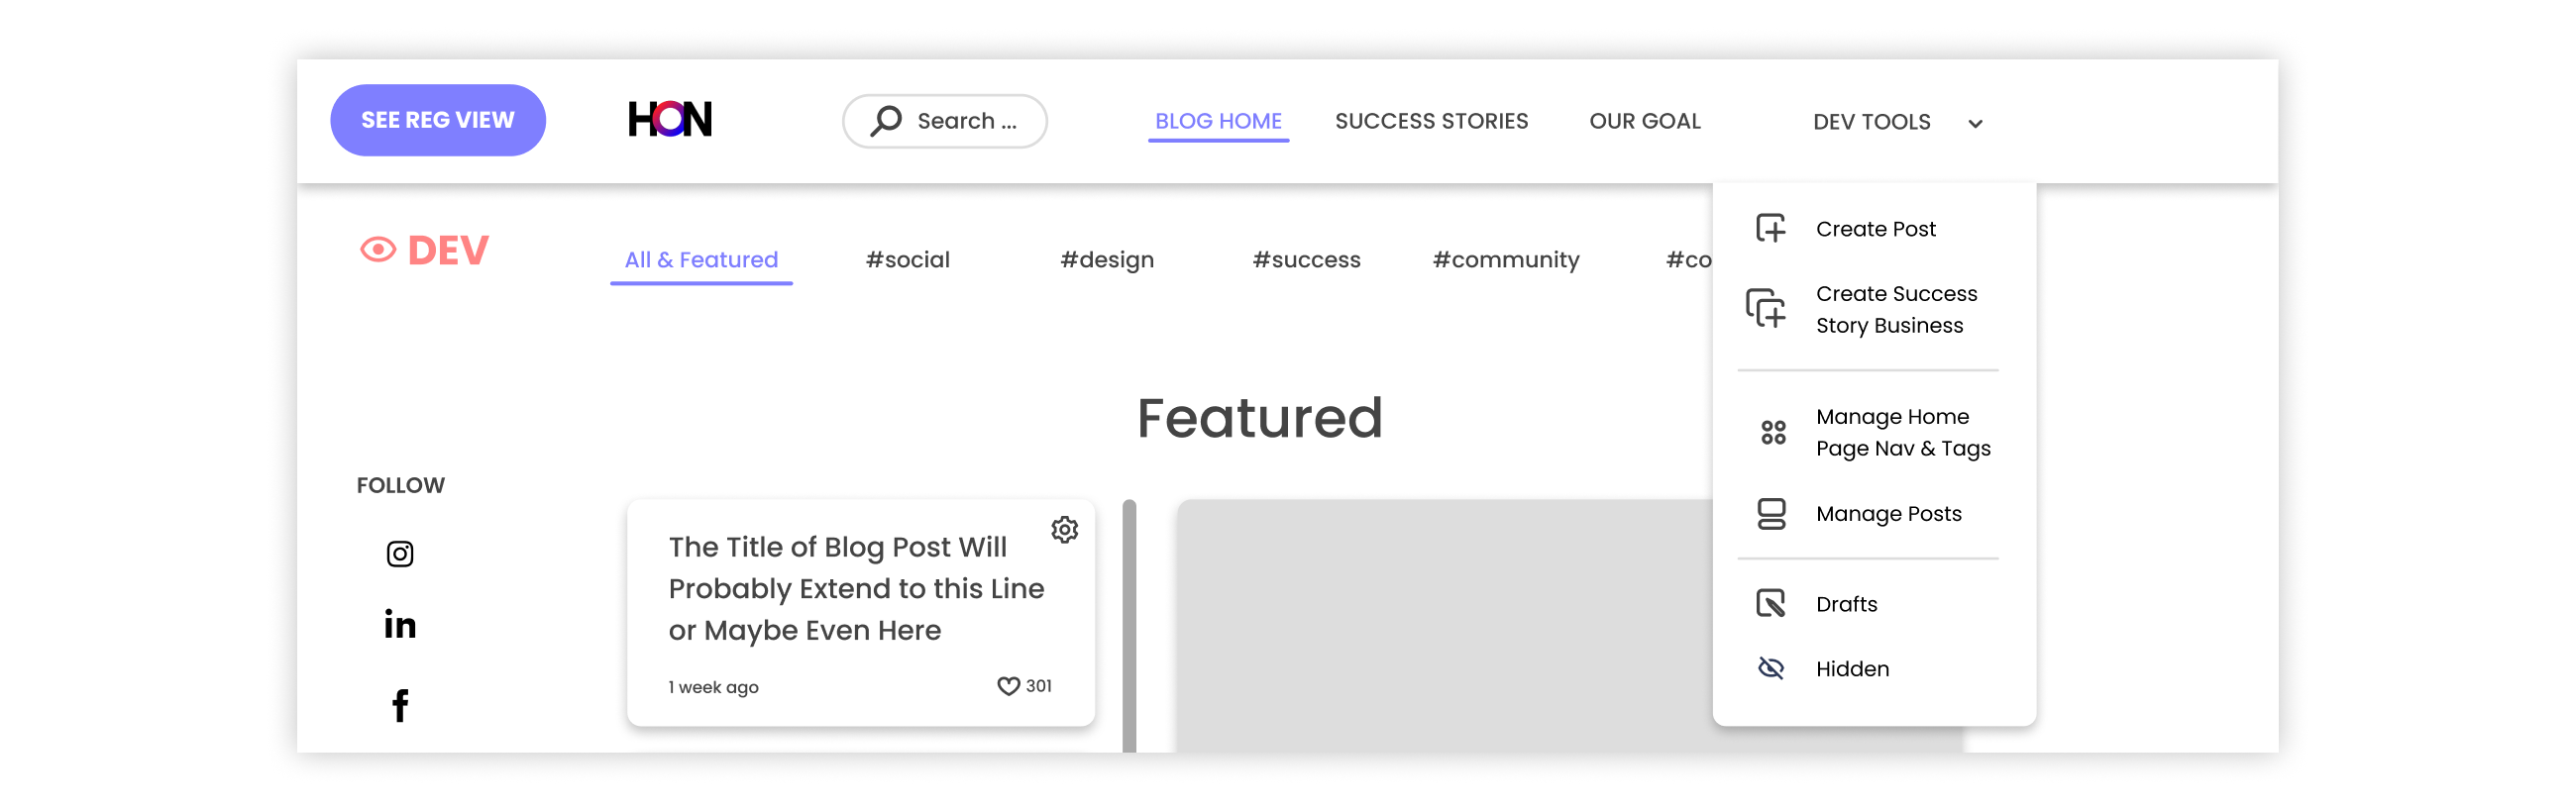 SEE REG VIEW
HON
Search ...
BLOG HOME
SUCCESS STORIES
OUR GOAL
DEV TOOLS
DEV
All & Featured
#social
#design
#success
#community
#co
Create Post
Create Success
Story Business
Manage Home
Page Nav & Tags
Manage Posts
Drafts
Hidden
Featured
FOLLOW
in
f
The Title of Blog Post Will
Probably Extend to this Line
or Maybe Even Here
1 week ago
301